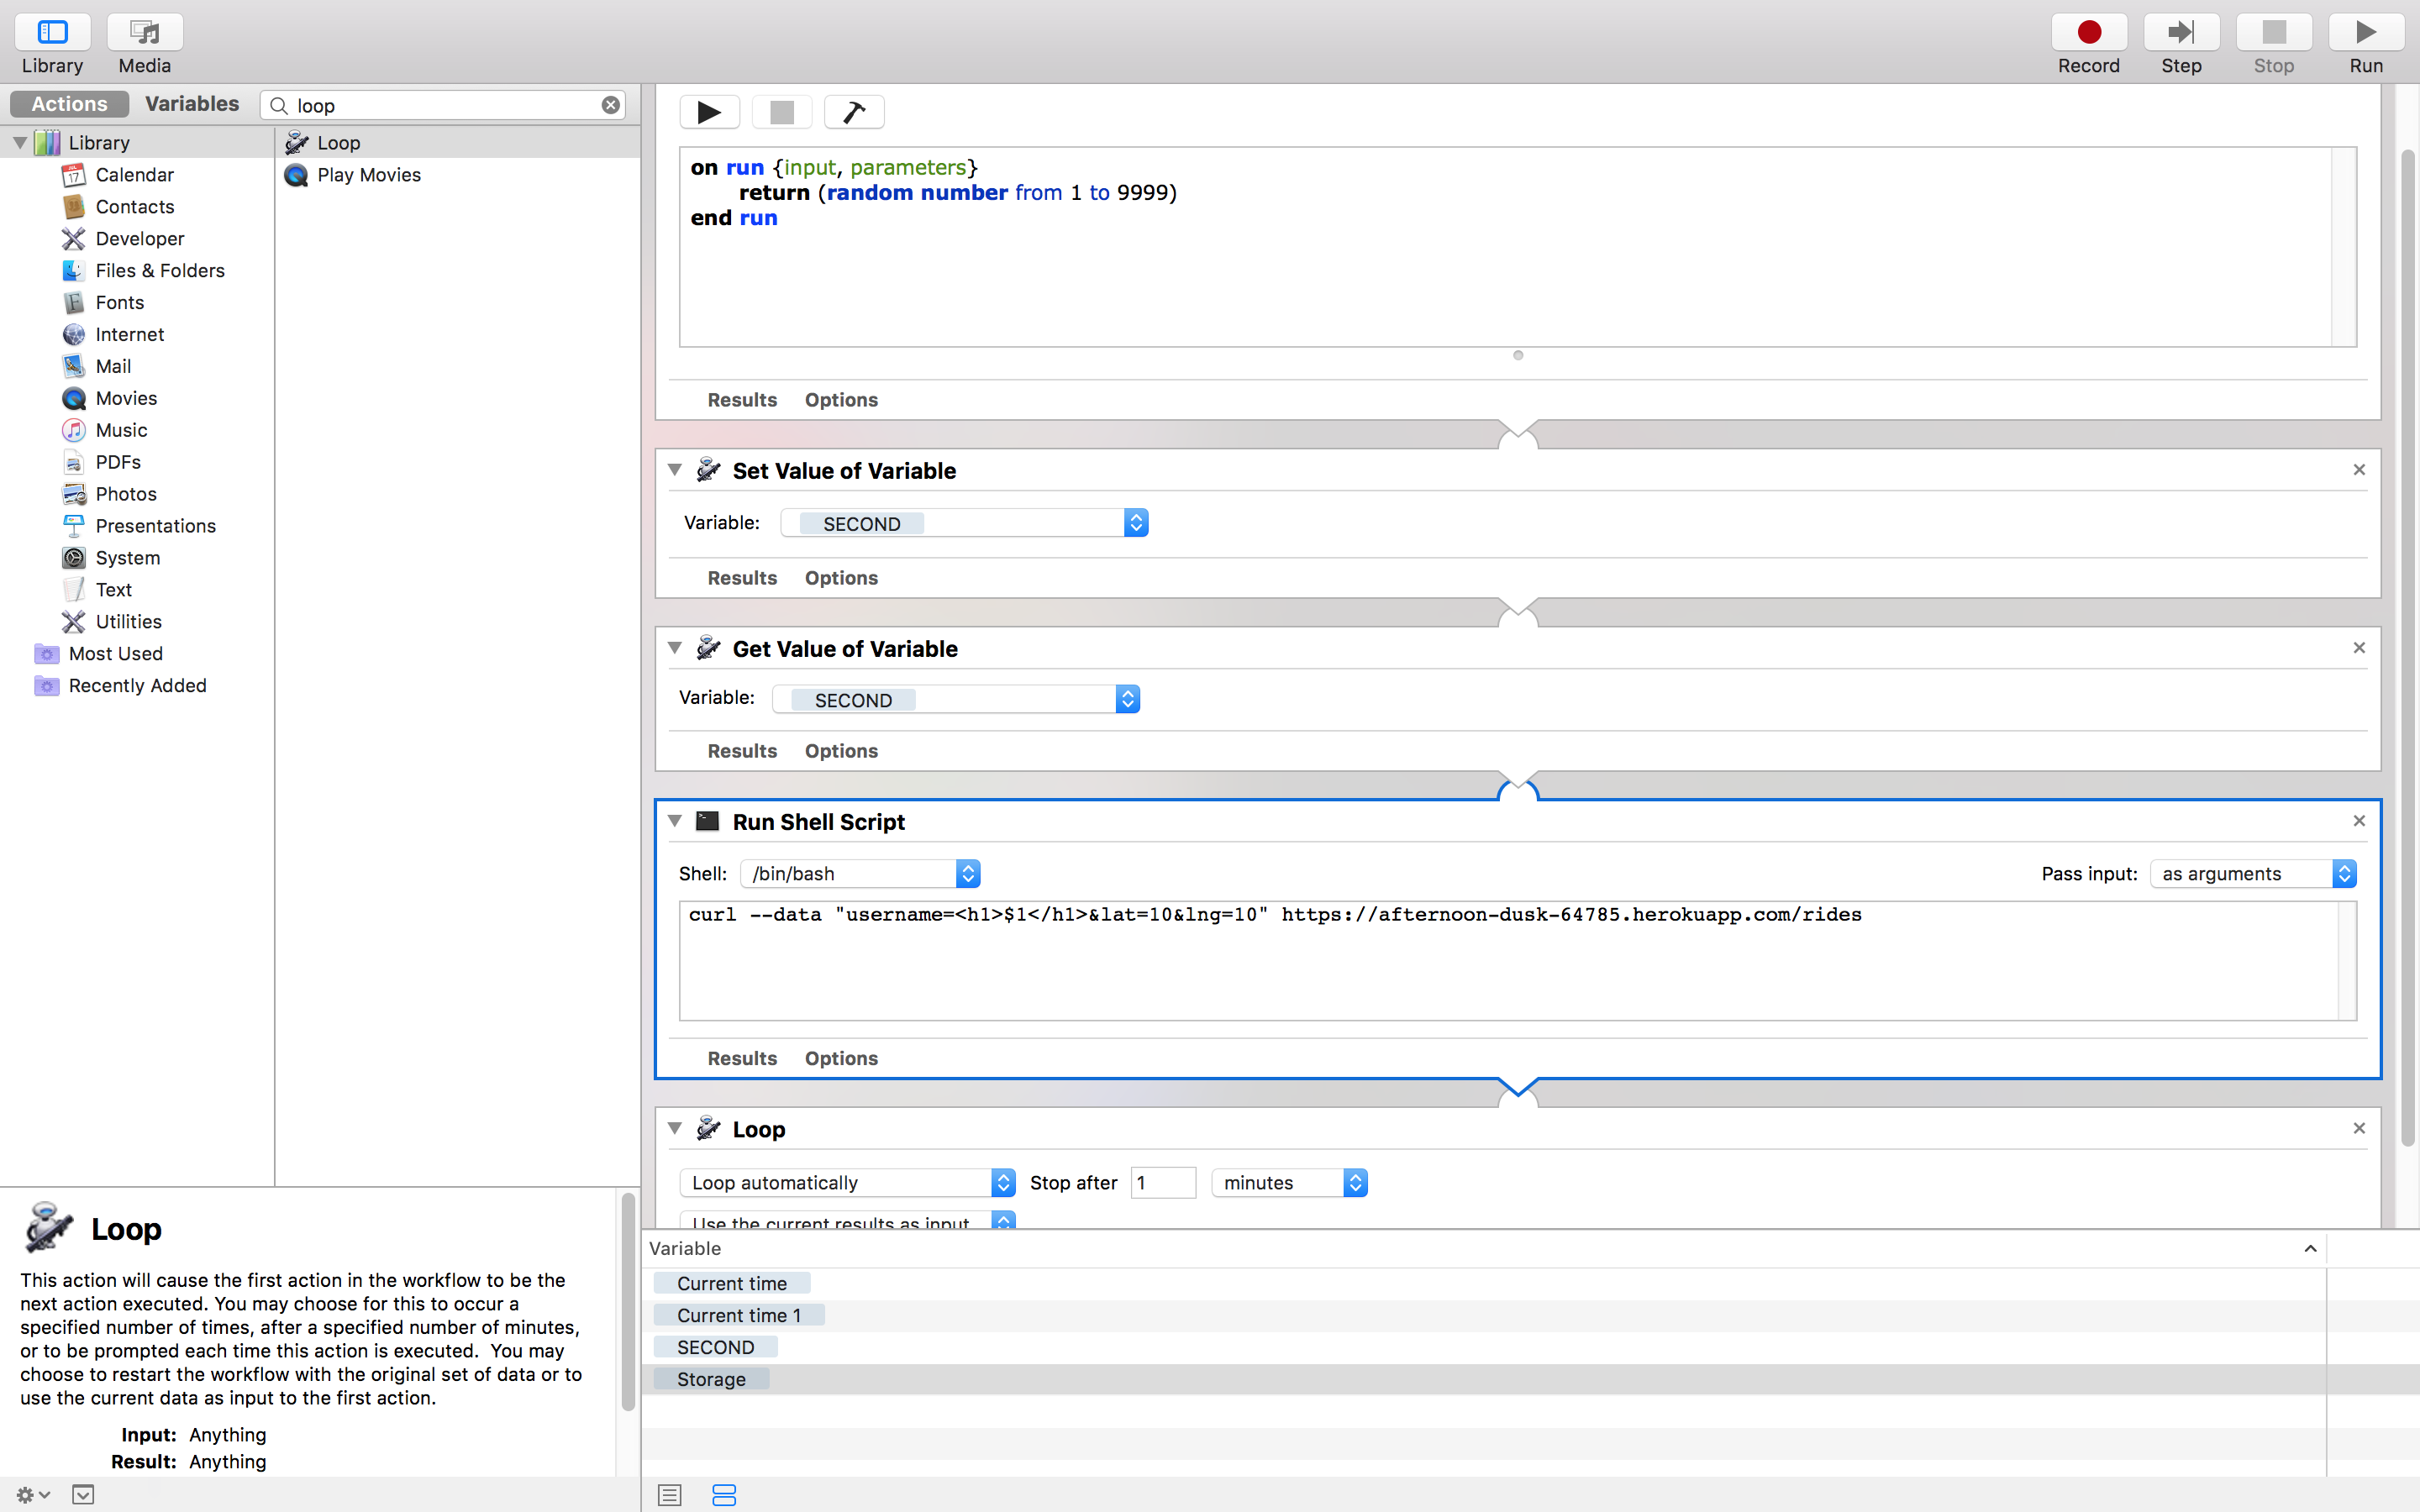 Library
Media
Record
Step
Stop
Run
Actions
Variables
loop
Library
Calendar
Contacts
Developer
Files & Folders
Fonts
Internet
Mail
Movies
Music
PDFs
Photos
Presentations
System
Text
Utilities
Most Used
Recently Added
Loop
Play Movies
on run {input, parameters}
return (random number from 1 to 9999)
end run
Results Options
Set Value of Variable
Variable: SECOND
Results Options
Get Value of Variable
Variable: SECOND
Results Options
Run Shell Script
Shell: /bin/bash
Pass input: as arguments
curl --data "username=<h1>$1</h1>&lat=10&lng=10" https://afternoon-dusk-64785.herokuapp.com/rides
Results Options
Loop
Loop automatically Stop after 1 minutes
Use the current results as input
Loop
This action will cause the first action in the workflow to be the
next action executed. You may choose for this to occur a
specified number of times, after a specified number of minutes,
or to be prompted each time this action is executed. You may
choose to restart the workflow with the original set of data or to
use the current data as input to the first action.
Input: Anything
Result: Anything
Variable
Current time
Current time 1
SECOND
Storage